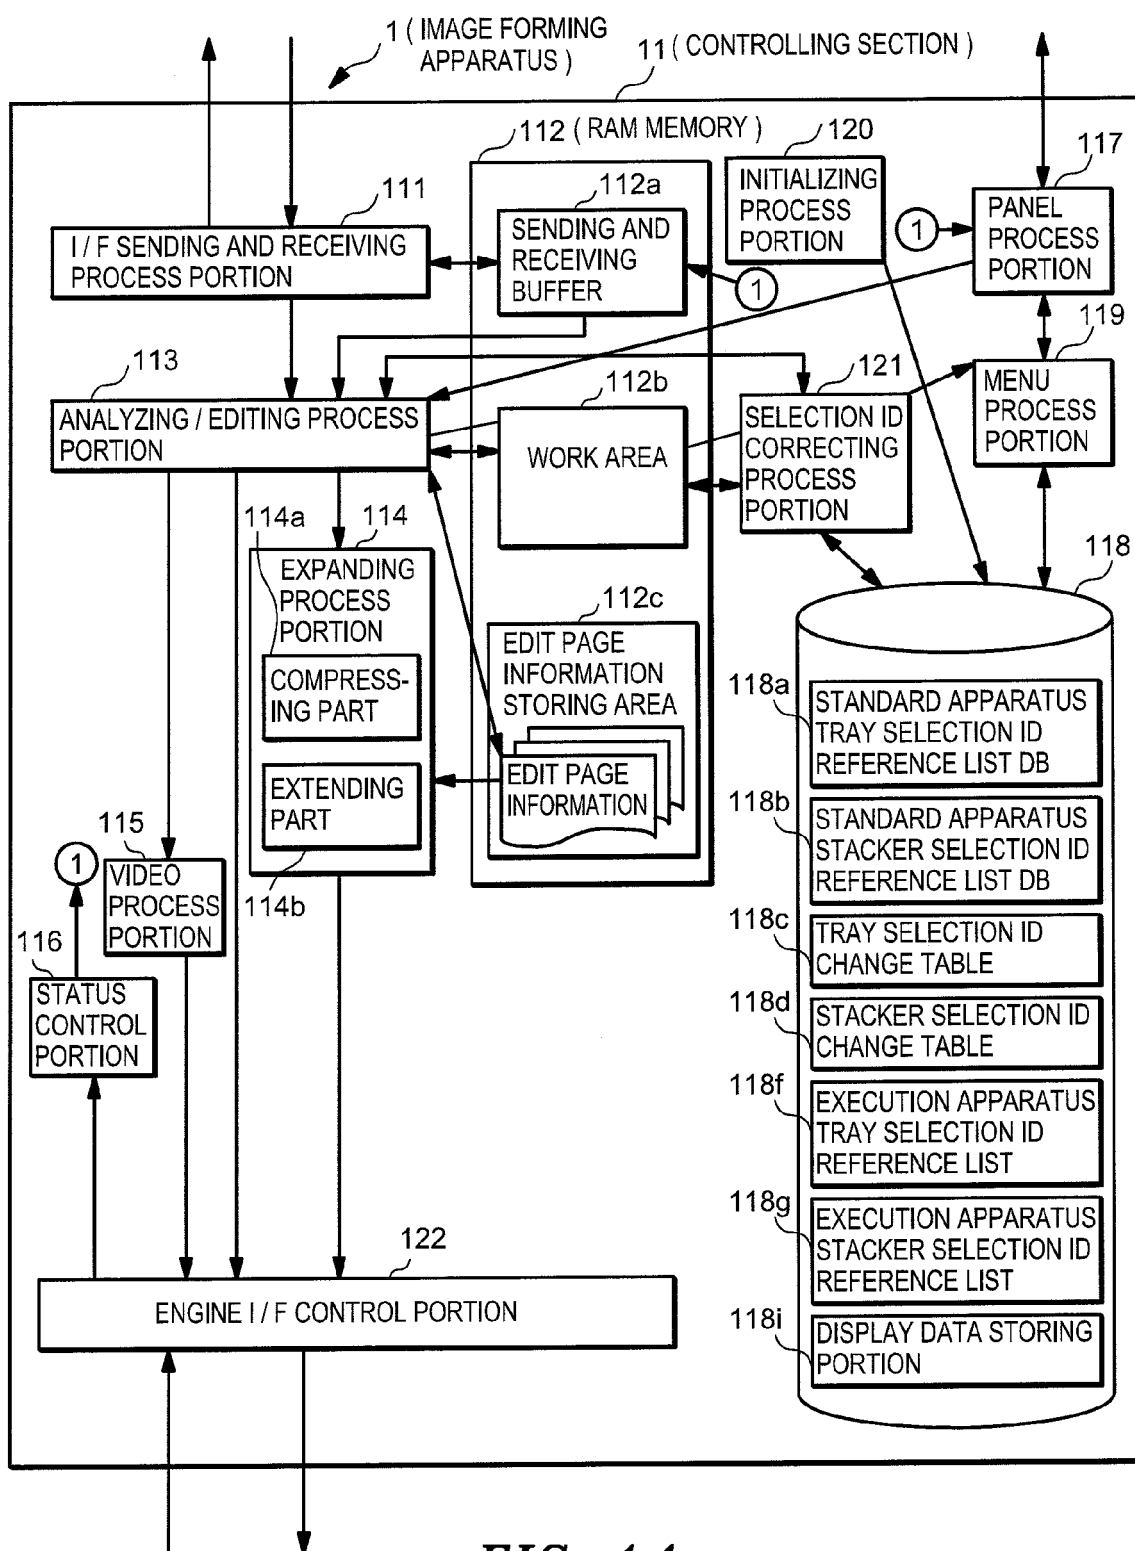 1 ( IMAGE FORMING
APPARATUS )
11 ( CONTROLLING SECTION )
112 ( RAM MEMORY )
120
117
111
112a
INITIALIZING
PROCESS
PORTION
PANEL
PROCESS
PORTION
1
I / F SENDING AND RECEIVING
PROCESS PORTION
SENDING AND
RECEIVING
BUFFER
1
119
113
112b
121
MENU
PROCESS
PORTION
ANALYZING / EDITING PROCESS
PORTION
WORK AREA
SELECTION ID
CORRECTING
PROCESS
PORTION
114a
114
118
EXPANDING
PROCESS
PORTION
112c
COMPRESS-
ING PART
EDIT PAGE
INFORMATION
STORING AREA
EXTENDING
PART
EDIT PAGE
INFORMATION
114b
118a
STANDARD APPARATUS
TRAY SELECTION ID
REFERENCE LIST DB
118b
STANDARD APPARATUS
STACKER SELECTION ID
REFERENCE LIST DB
115
1
VIDEO
PROCESS
PORTION
116
STATUS
CONTROL
PORTION
118c
TRAY SELECTION ID
CHANGE TABLE
118d
STACKER SELECTION ID
CHANGE TABLE
118f
EXECUTION APPARATUS
TRAY SELECTION ID
REFERENCE LIST
118g
EXECUTION APPARATUS
STACKER SELECTION ID
REFERENCE LIST
122
ENGINE I / F CONTROL PORTION
118i
DISPLAY DATA STORING
PORTION